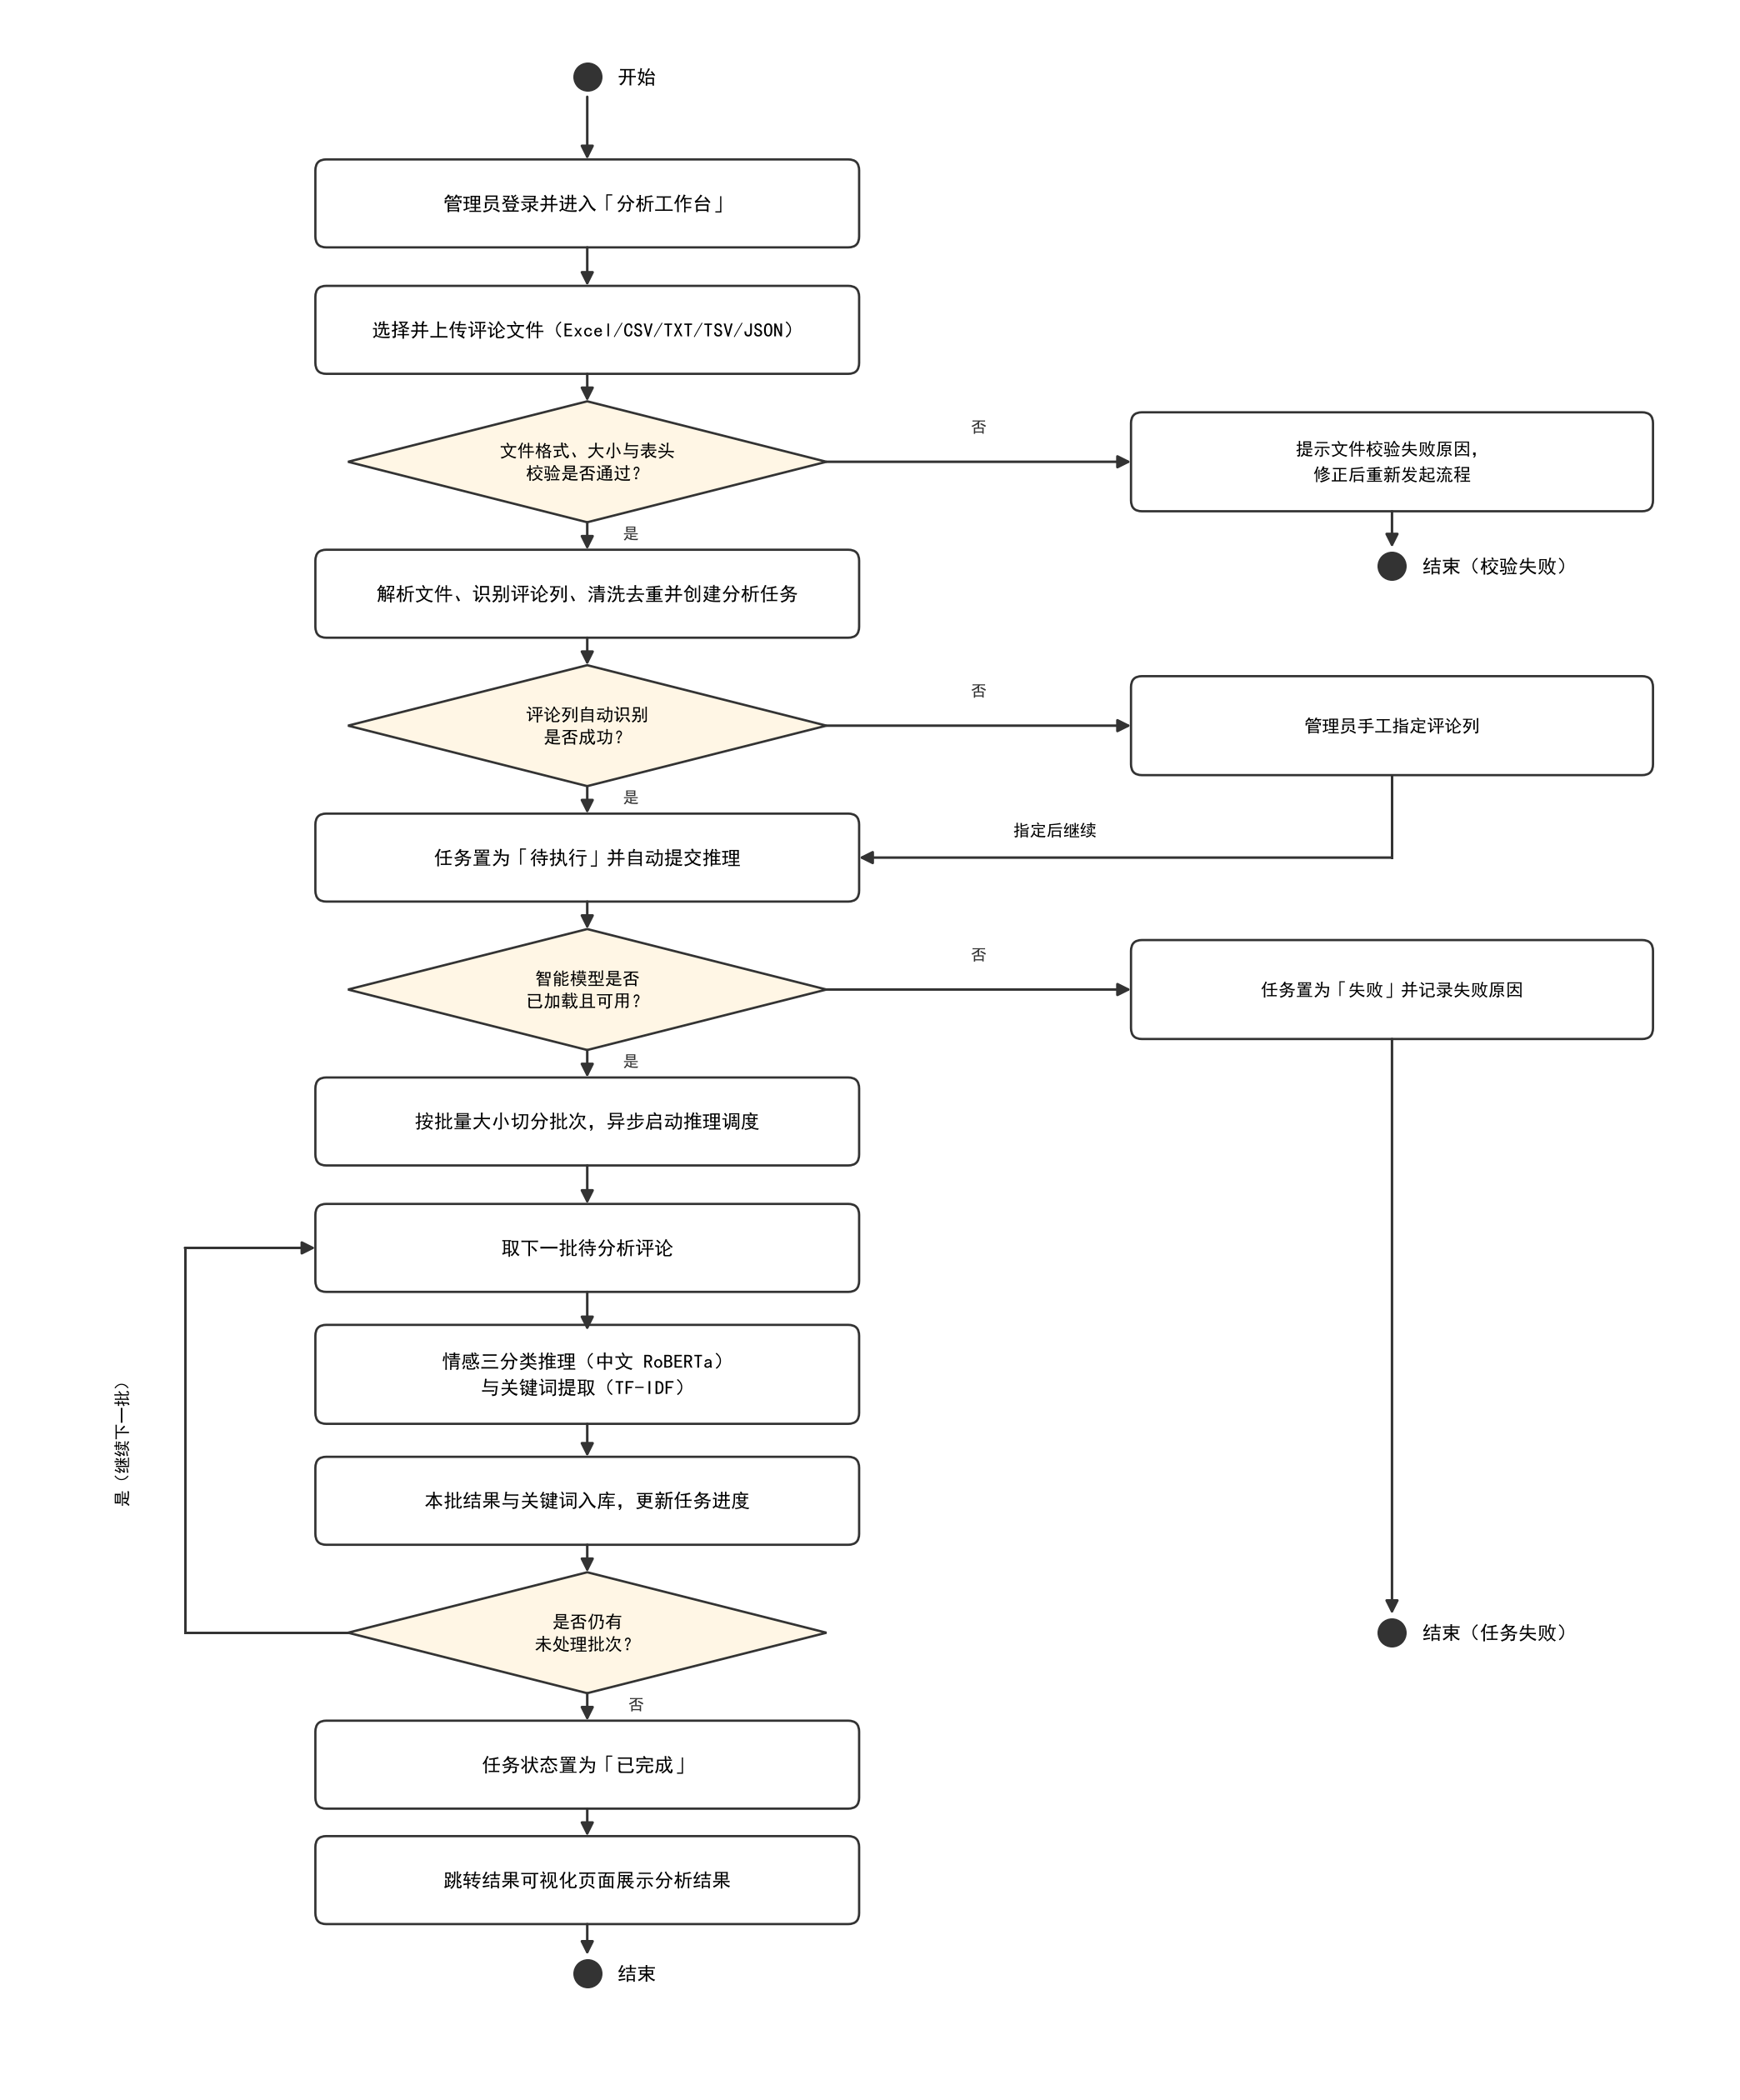 开始
管理员登录并进入「分析工作台」
选择并上传评论文件（Excel/CSV/TXT/TSV/JSON）
文件格式、大小与表头
校验是否通过？
否
提示文件校验失败原因，
修正后重新发起流程
是
结束（校验失败）
解析文件、识别评论列、清洗去重并创建分析任务
评论列自动识别
是否成功？
否
管理员手工指定评论列
是
指定后继续
任务置为「待执行」并自动提交推理
智能模型是否
已加载且可用？
否
任务置为「失败」并记录失败原因
是
按批量大小切分批次，异步启动推理调度
取下一批待分析评论
情感三分类推理（中文 RoBERTa）
与关键词提取（TF-IDF）
是（继续下一批）
本批结果与关键词入库，更新任务进度
是否仍有
未处理批次？
结束（任务失败）
否
任务状态置为「已完成」
跳转结果可视化页面展示分析结果
结束